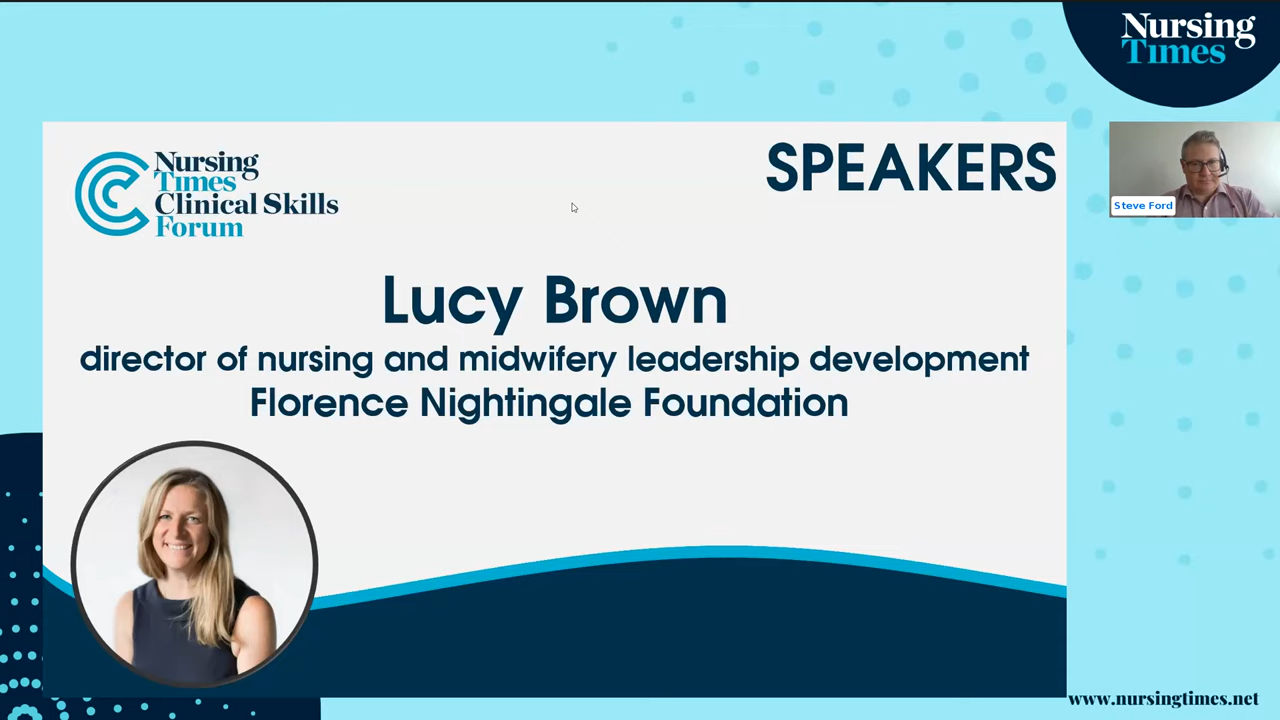 Nursing
Times
SPEAKERS
Nursing
Times
Clinical Skills
Forum
Steve Ford
Lucy Brown
director of nursing and midwifery leadership development
Florence Nightingale Foundation
www.nursingtimes.net